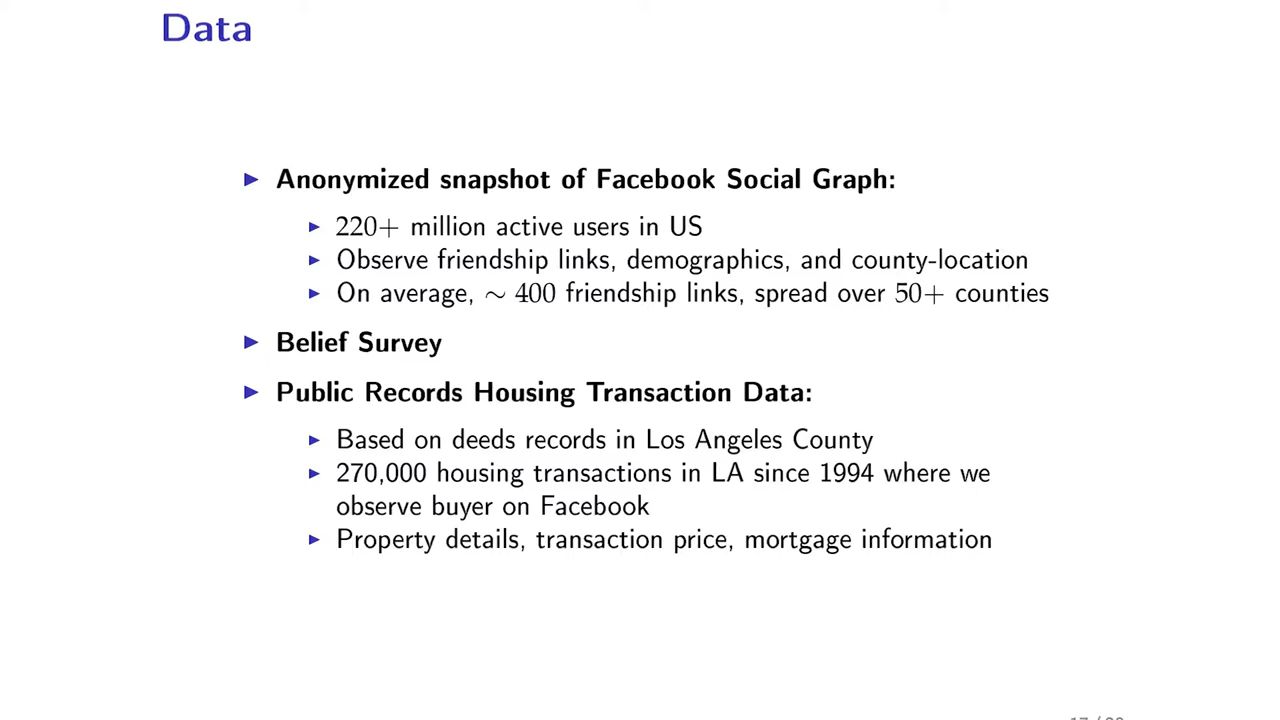 Data
▶ Anonymized snapshot of Facebook Social Graph:
▶ 220+ million active users in US
▶ Observe friendship links, demographics, and county-location
▶ On average, ∼ 400 friendship links, spread over 50+ counties
▶ Belief Survey
▶ Public Records Housing Transaction Data:
▶ Based on deeds records in Los Angeles County
▶ 270,000 housing transactions in LA since 1994 where we
observe buyer on Facebook
▶ Property details, transaction price, mortgage information